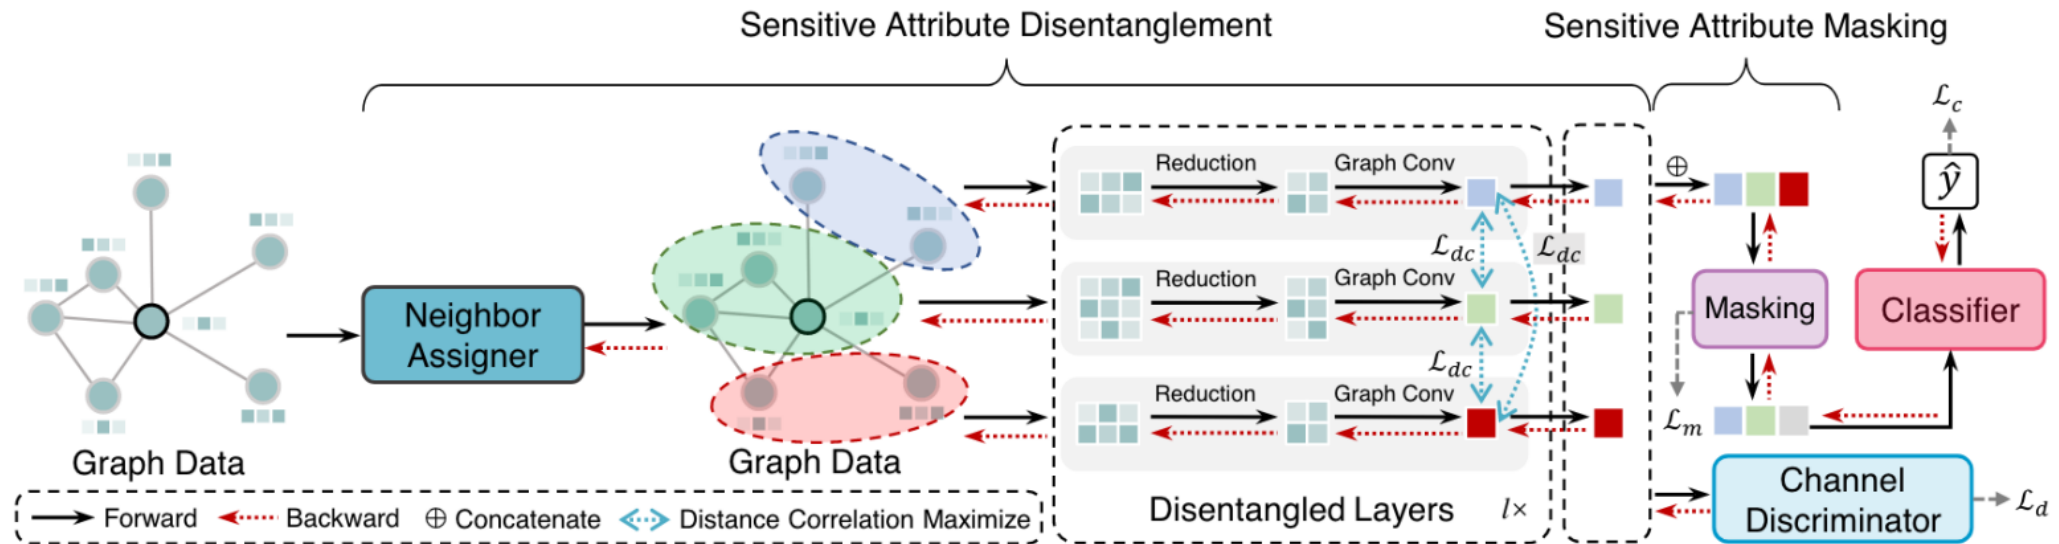 Sensitive Attribute Disentanglement
Sensitive Attribute Masking
Graph Data
Neighbor
Assigner
Graph Data
Reduction
Graph Conv
ℒdc
ℒdc
Reduction
Graph Conv
ℒdc
Reduction
Graph Conv
Disentangled Layers
l×
⊕
Masking
ℒm
ℒc
ŷ
Classifier
Channel
Discriminator
ℒd
Forward
Backward
⊕ Concatenate
Distance Correlation Maximize